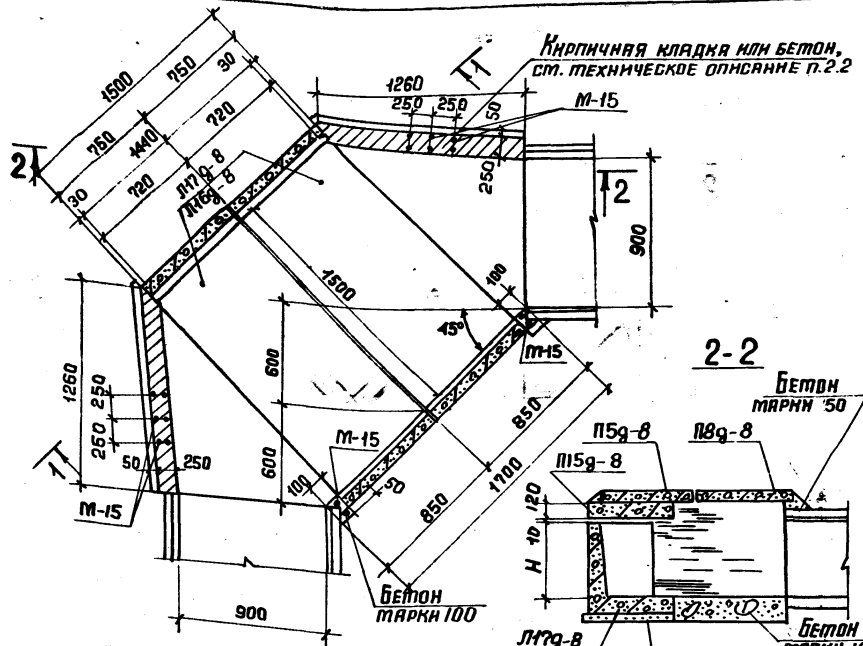 1500
750
30
750
1440
720
30
720
2
Л17д-8
Л16д-8
1260
1
250 250
50
250
Кирпичная кладка или бетон,
см. техническое описание п.2.2
М-15
2
900
1500
100
45°
М-15
600
600
1260
250
250
50 250
1
М-15
М-15
100
50
850
850
1700
Бетон
марки 100
900
2-2
Бетон
марки 50
П5д-8
П8д-8
П15д-8
120
10
Н
Л17д-8
Бетон